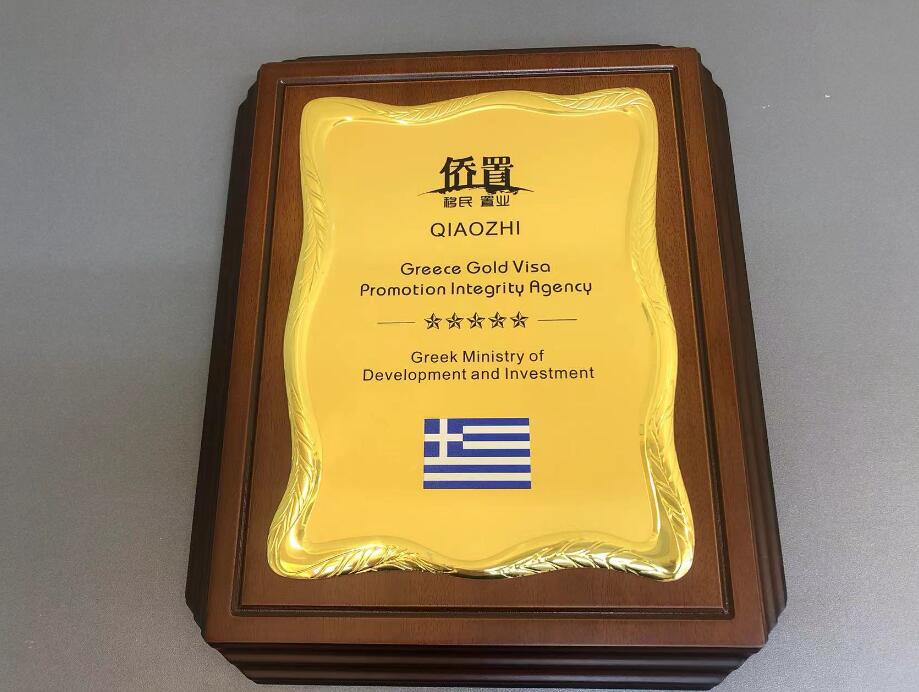 侨置
移民 置业
QIAOZHI
Greece Gold Visa
Promotion Integrity Agency
Greek Ministry of
Development and Investment